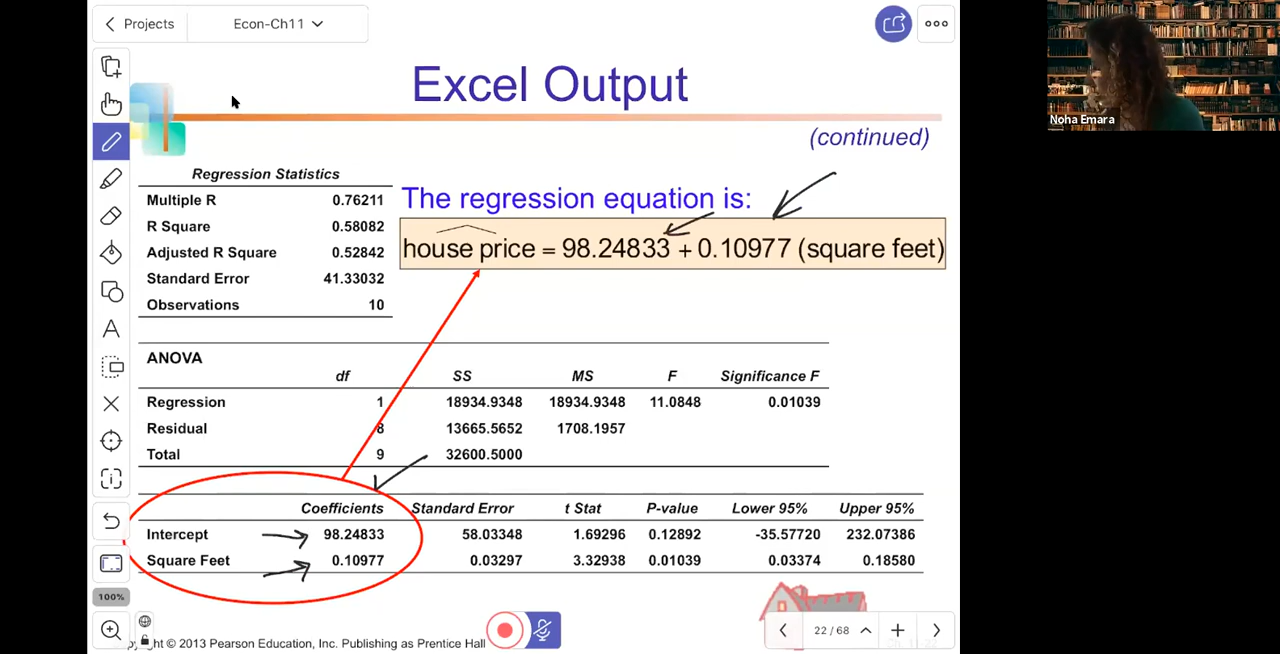 Projects
Econ-Ch11
Excel Output
(continued)
Noha Emara
Regression Statistics
Multiple R 0.76211
R Square 0.58082
Adjusted R Square 0.52842
Standard Error 41.33032
Observations 10
The regression equation is:
house price = 98.24833 + 0.10977 (square feet)
ANOVA
df SS MS F Significance F
Regression 1 18934.9348 18934.9348 11.0848 0.01039
Residual 8 13665.5652 1708.1957
Total 9 32600.5000
Coefficients Standard Error t Stat P-value Lower 95% Upper 95%
Intercept 98.24833 58.03348 1.69296 0.12892 -35.57720 232.07386
Square Feet 0.10977 0.03297 3.32938 0.01039 0.03374 0.18580
100%
22 / 68
© 2013 Pearson Education, Inc. Publishing as Prentice Hall